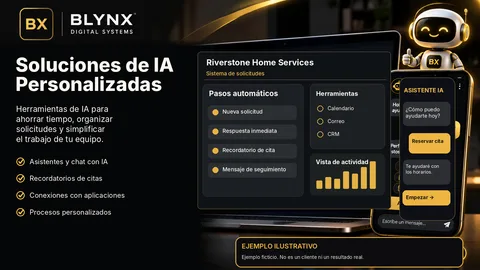 BX
BLYNX™
DIGITAL SYSTEMS
Soluciones de IA
Personalizadas
Herramientas de IA para
ahorrar tiempo, organizar
solicitudes y simplificar
el trabajo de tu equipo.
Asistentes y chat con IA
Recordatorios de citas
Conexiones con aplicaciones
Procesos personalizados
Riverstone Home Services
Sistema de solicitudes
Pasos automáticos
Nueva solicitud
Respuesta inmediata
Recordatorio de cita
Mensaje de seguimiento
Herramientas
Calendario
Correo
CRM
Vista de actividad
BX
ASISTENTE IA
¿Cómo puedo
ayudarte hoy?
Reservar cita
Te ayudaré con
los horarios.
Empezar →
Escribe un mensaje...
EJEMPLO ILUSTRATIVO
Ejemplo ficticio. No es un cliente ni un resultado real.